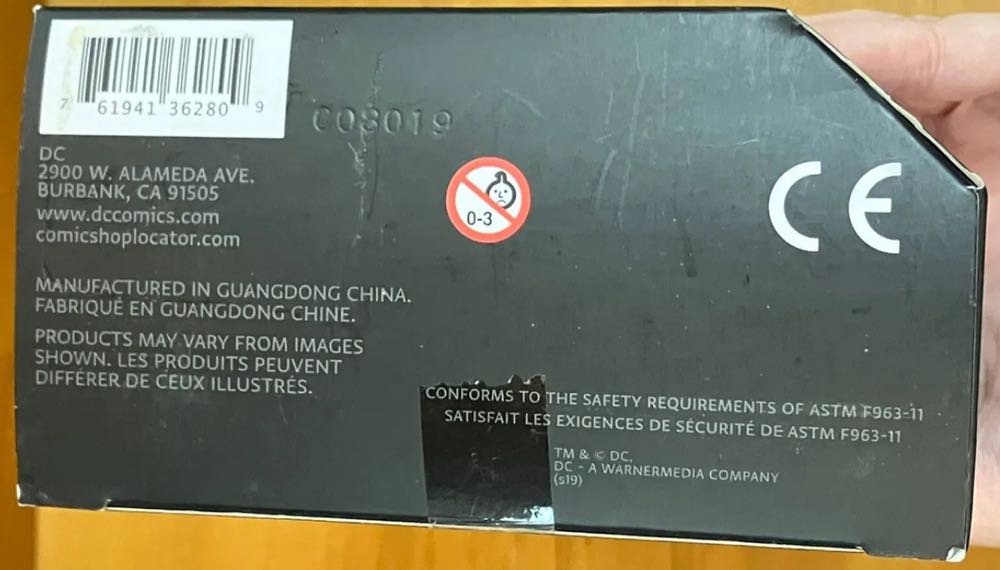 7 61941 36280 9
C08019
DC
2900 W. ALAMEDA AVE.
BURBANK, CA 91505
www.dccomics.com
comicshoplocator.com
0-3
CE
MANUFACTURED IN GUANGDONG CHINA.
FABRIQUÉ EN GUANGDONG CHINE.
PRODUCTS MAY VARY FROM IMAGES
SHOWN. LES PRODUITS PEUVENT
DIFFÉRER DE CEUX ILLUSTRÉS.
CONFORMS TO THE SAFETY REQUIREMENTS OF ASTM F963-11
SATISFAIT LES EXIGENCES DE SÉCURITÉ DE ASTM F963-11
TM & © DC.
DC - A WARNERMEDIA COMPANY
(s19)